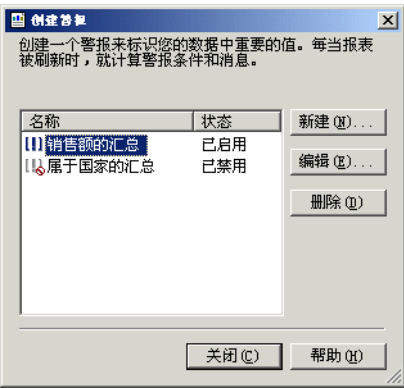 创建警报
创建一个警报来标识您的数据中重要的值。每当报表
被刷新时，就计算警报条件和消息。
名称 状态
销售额的汇总 已启用
属于国家的汇总 已禁用
新建(N)...
编辑(E)...
删除(D)
关闭(C) 帮助(H)